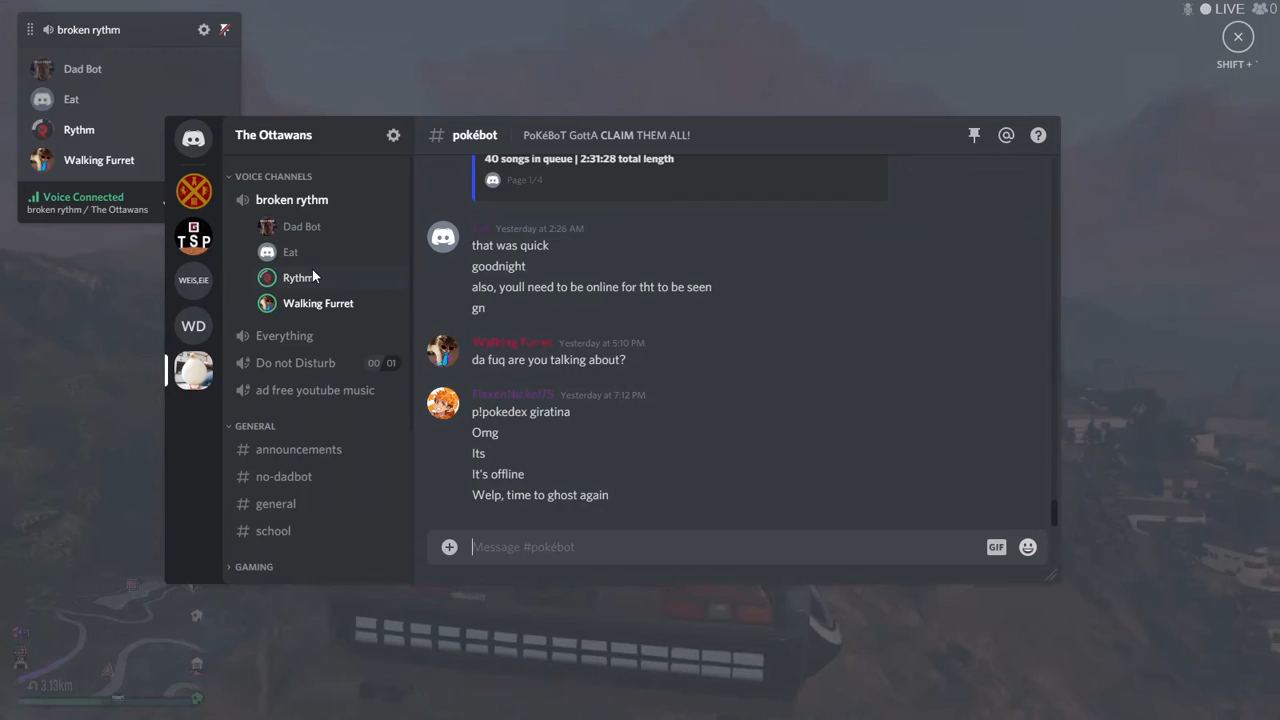 LIVE
0
SHIFT + `
broken rythm
Dad Bot
Eat
Rythm
Walking Furret
Voice Connected
broken rythm / The Ottawans
The Ottawans
VOICE CHANNELS
broken rythm
Dad Bot
Eat
Rythm
Walking Furret
Everything
Do not Disturb 00 01
ad free youtube music
GENERAL
# announcements
# no-dadbot
# general
# school
GAMING
G
TSP
WEiS,EiE
WD
# pokébot PoKéBoT GottA CLAIM THEM ALL!
40 songs in queue | 2:31:28 total length
Page 1/4
Yesterday at 2:26 AM
that was quick
goodnight
also, youll need to be online for tht to be seen
gn
Walking Furret Yesterday at 5:10 PM
da fuq are you talking about?
Yesterday at 7:12 PM
p!pokedex giratina
Omg
Its
It's offline
Welp, time to ghost again
Message #pokébot
GIF
3.13km